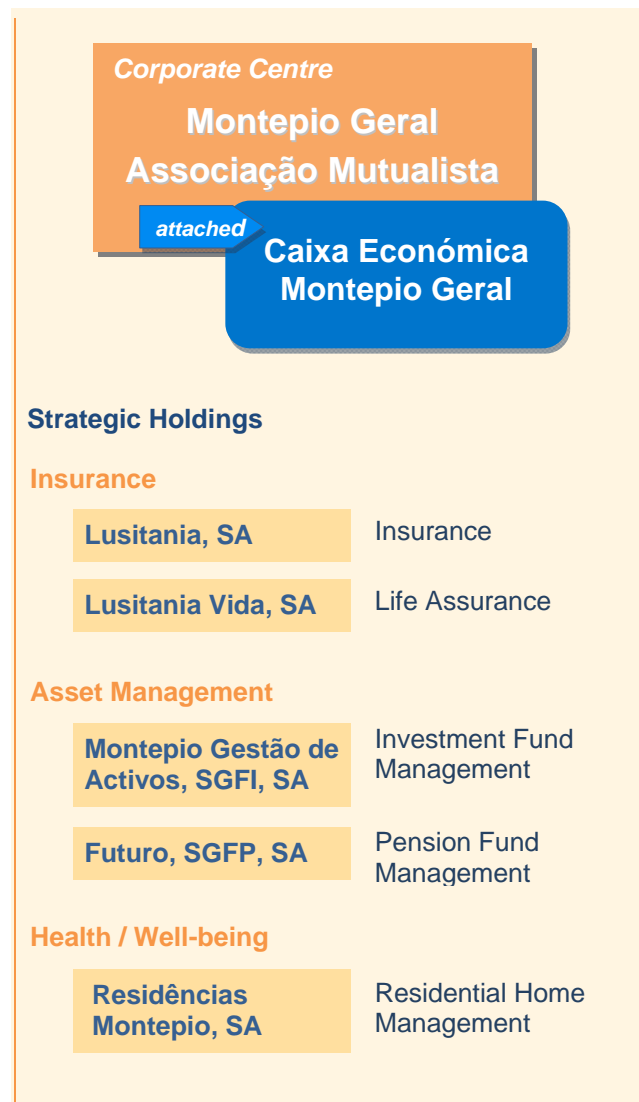 Corporate Centre
Montepio Geral
Associação Mutualista
attached
Caixa Económica
Montepio Geral
Strategic Holdings
Insurance
Lusitania, SA
Insurance
Lusitania Vida, SA
Life Assurance
Asset Management
Montepio Gestão de
Activos, SGFI, SA
Investment Fund
Management
Futuro, SGFP, SA
Pension Fund
Management
Health / Well-being
Residências
Montepio, SA
Residential Home
Management